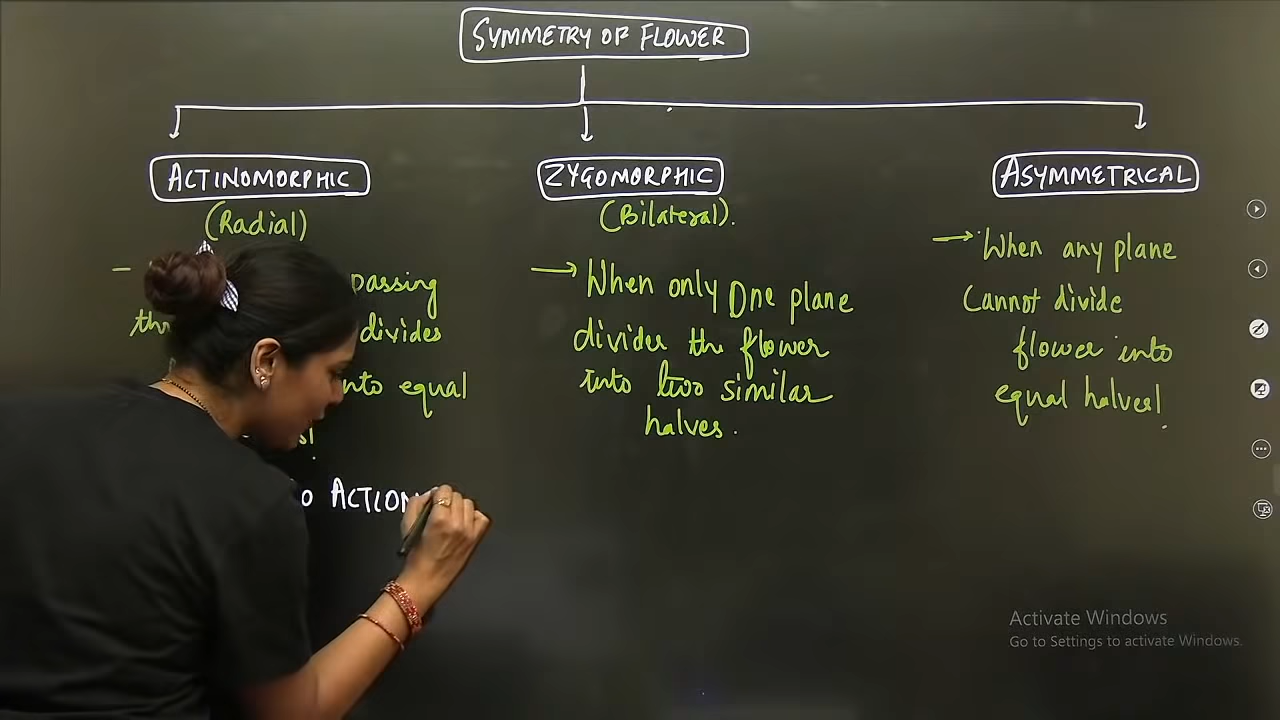 SYMMETRY OF FLOWER
ACTINOMORPHIC
(Radial)
passing
divides
equal
ZYGOMORPHIC
(Bilateral).
→ When only One plane
divides the flower
into two similar
halves.
ASYMMETRICAL
→ When any plane
Cannot divide
flower into
equal halves!
Activate Windows
Go to Settings to activate Windows.